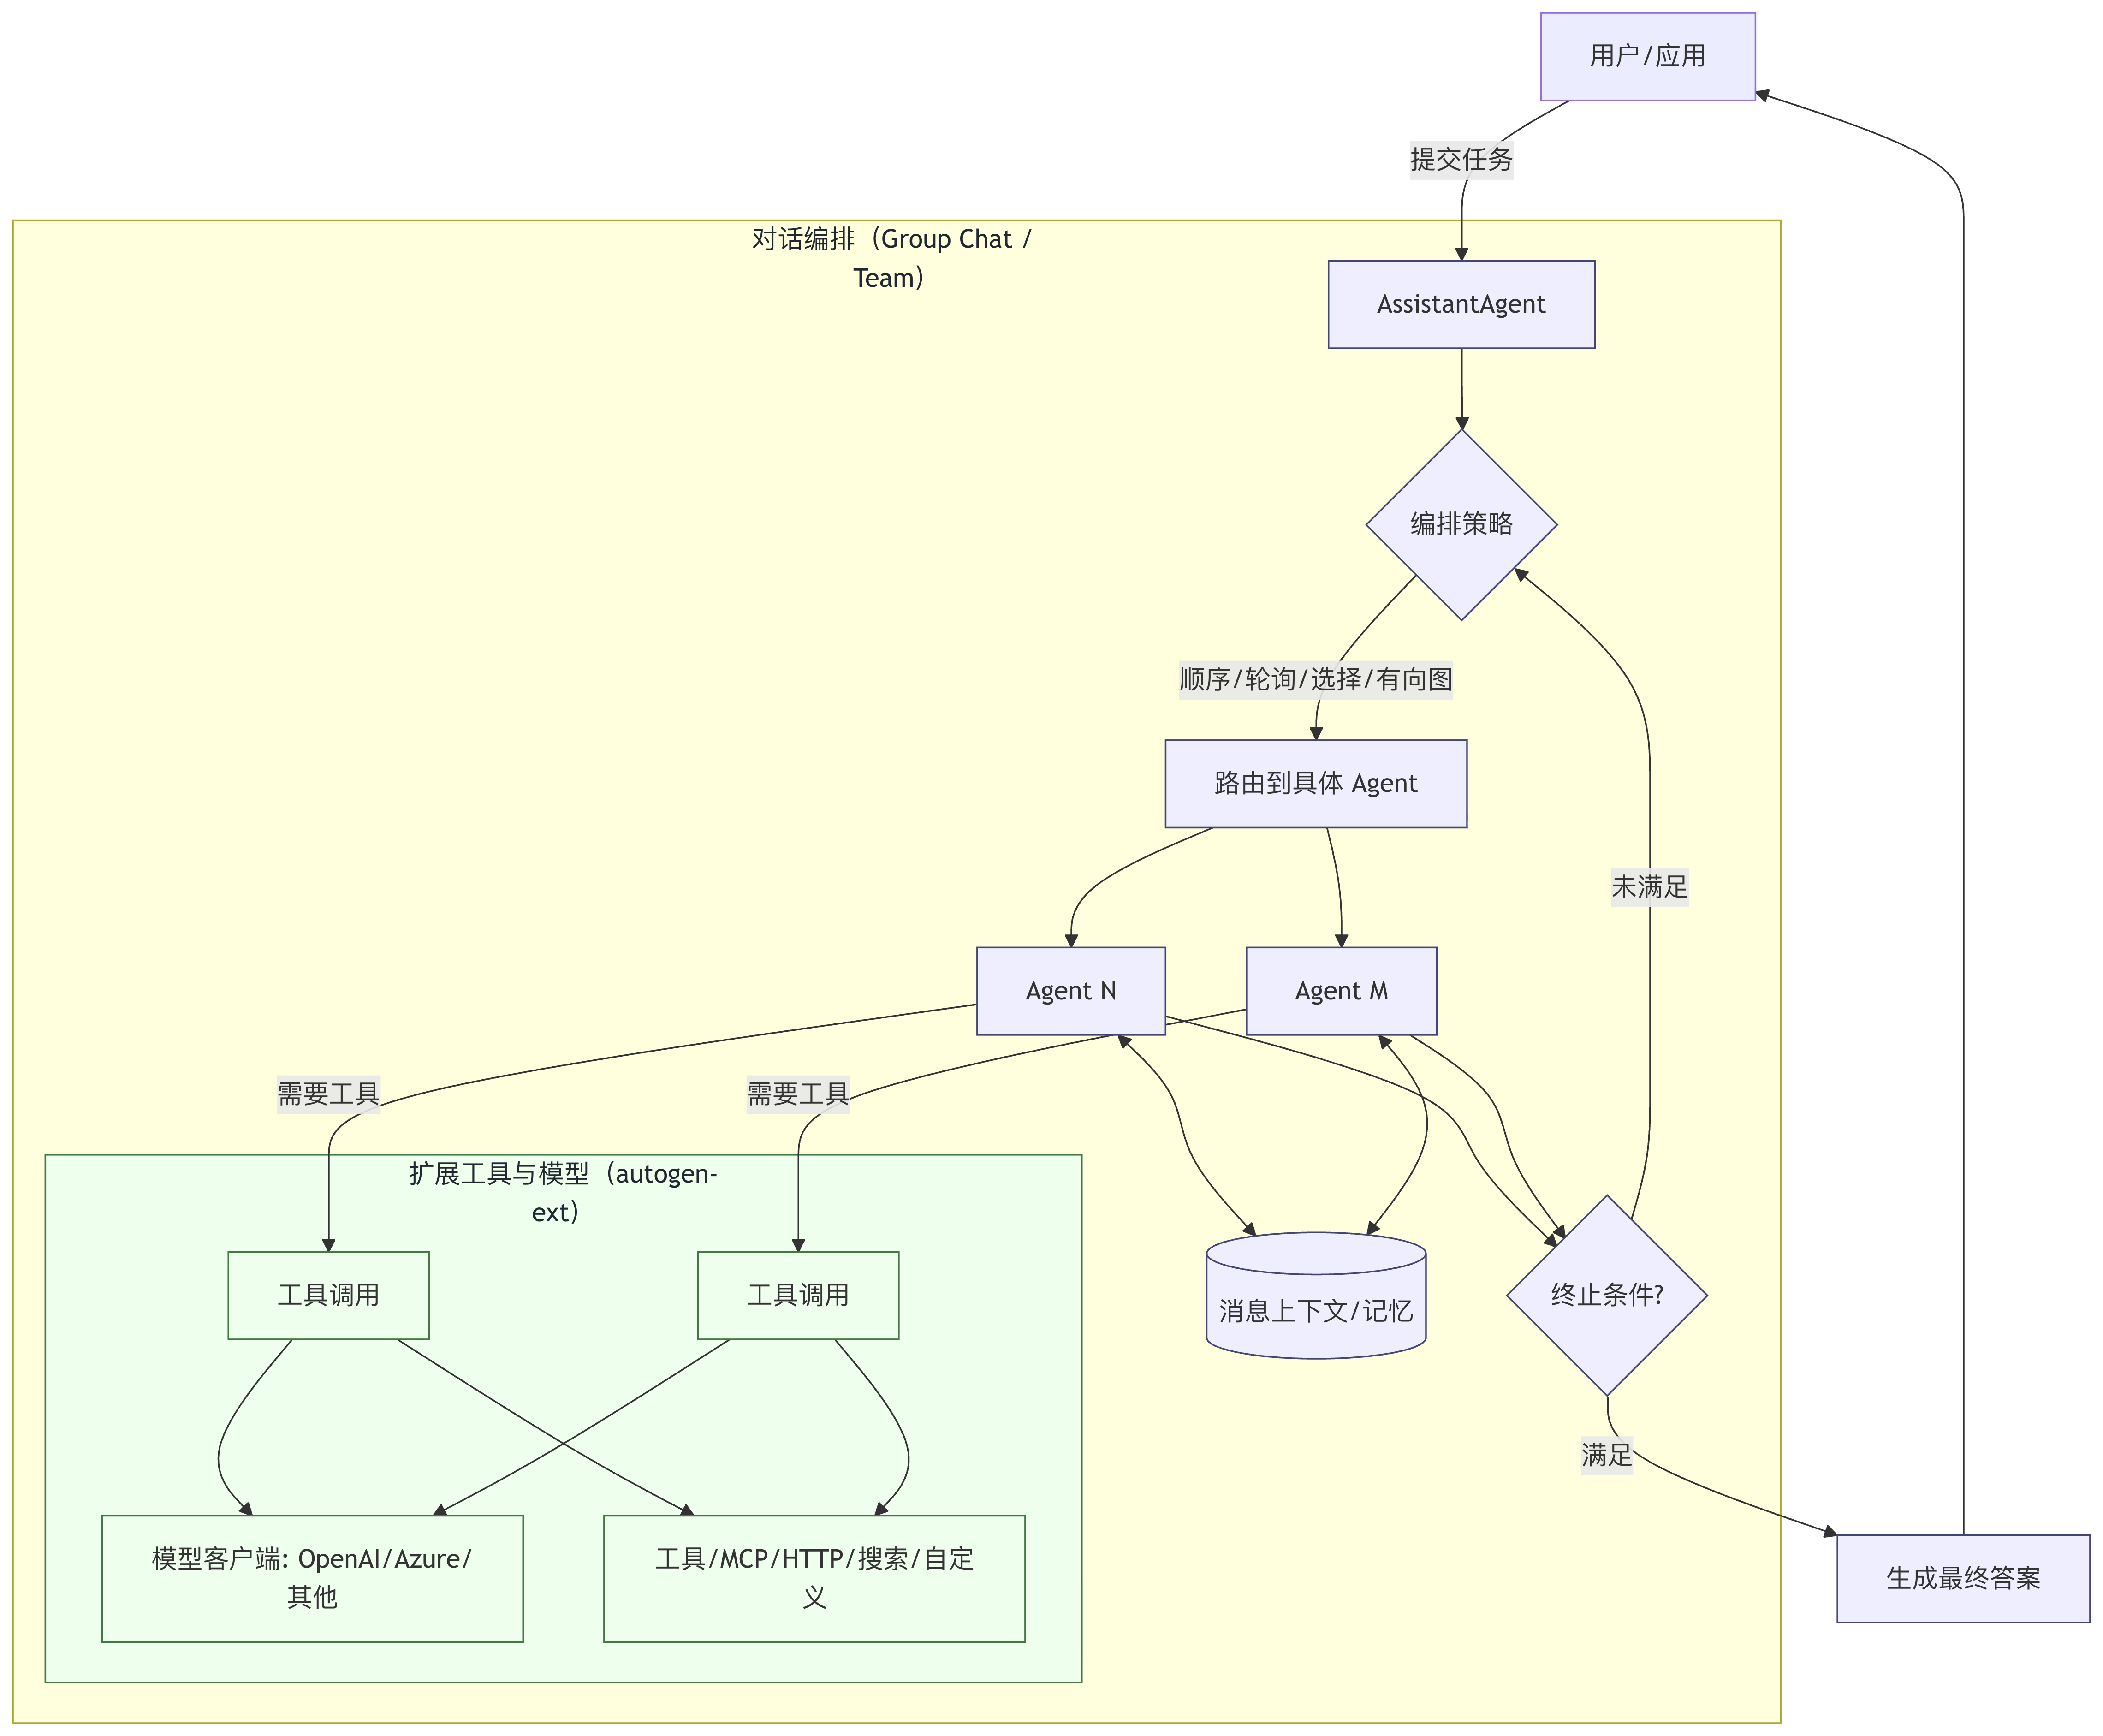 用户/应用
提交任务
对话编排（Group Chat /
Team）
AssistantAgent
编排策略
顺序/轮询/选择/有向图
路由到具体 Agent
未满足
Agent N
Agent M
需要工具
需要工具
扩展工具与模型（autogen-
ext）
工具调用
工具调用
消息上下文/记忆
终止条件?
满足
模型客户端: OpenAI/Azure/
其他
工具/MCP/HTTP/搜索/自定
义
生成最终答案